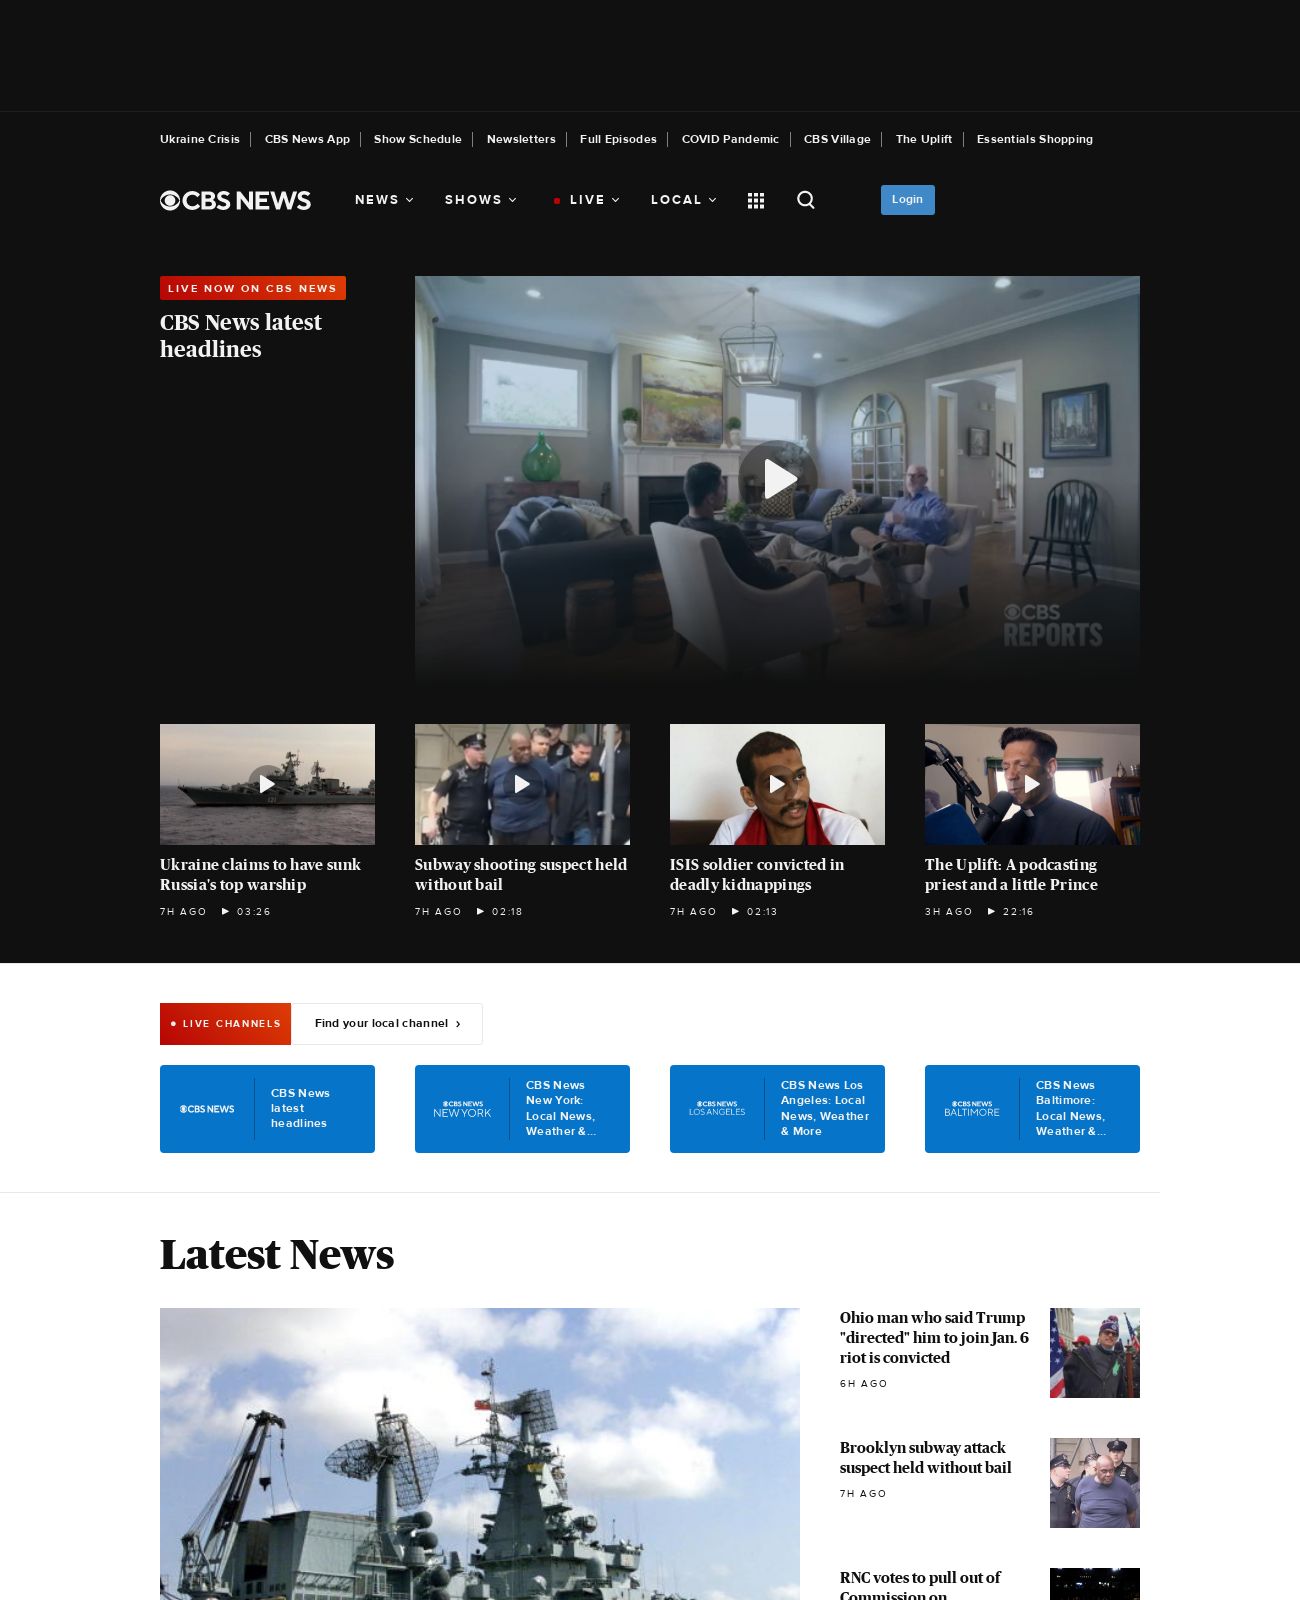 Ukraine Crisis
CBS News App
Show Schedule
Newsletters
Full Episodes
COVID Pandemic
CBS Village
The Uplift
Essentials Shopping
CBS NEWS
NEWS
SHOWS
LIVE
LOCAL
Login
LIVE NOW ON CBS NEWS
CBS News latest
headlines
CBS
REPORTS
Ukraine claims to have sunk
Russia's top warship
7H AGO
03:26
Subway shooting suspect held
without bail
7H AGO
02:18
ISIS soldier convicted in
deadly kidnappings
7H AGO
02:13
The Uplift: A podcasting
priest and a little Prince
3H AGO
22:16
LIVE CHANNELS
Find your local channel ›
CBS NEWS
CBS News
latest
headlines
CBS NEWS
NEW YORK
CBS News
New York:
Local News,
Weather &...
CBS NEWS
LOS ANGELES
CBS News Los
Angeles: Local
News, Weather
& More
CBS NEWS
BALTIMORE
CBS News
Baltimore:
Local News,
Weather &...
Latest News
Ohio man who said Trump
"directed" him to join Jan. 6
riot is convicted
6H AGO
Brooklyn subway attack
suspect held without bail
7H AGO
RNC votes to pull out of
Commission on